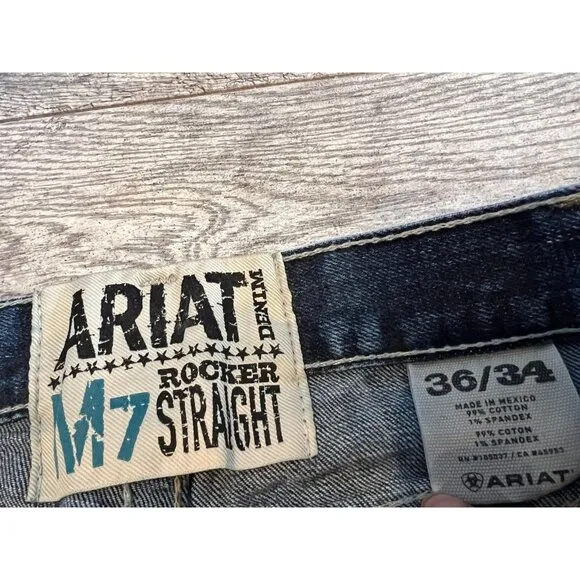 ARIAT
DENIM
M7
ROCKER
STRAIGHT
36/34
MADE IN MEXICO
99% COTTON
1% SPANDEX
99% COTON
1% SPANDEX
ARIAT